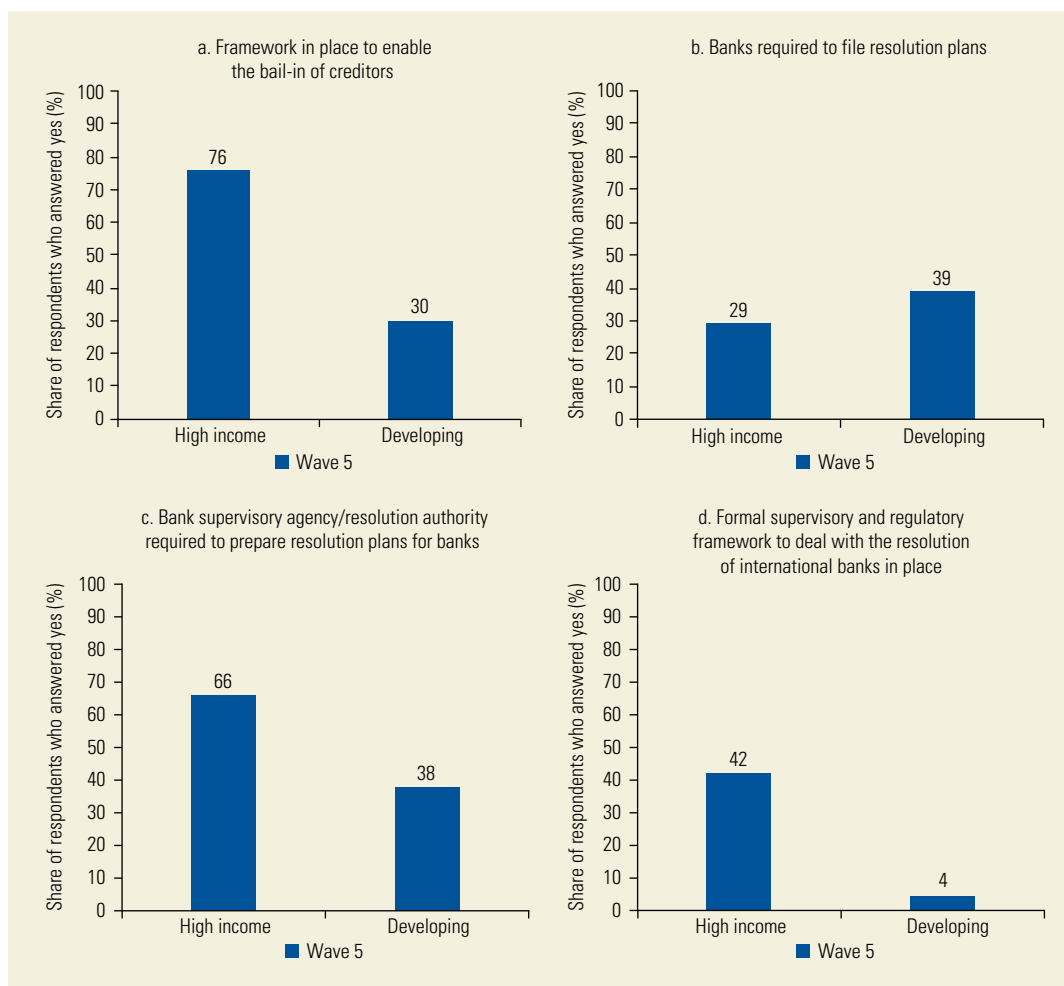 a. Framework in place to enable
the bail-in of creditors
Share of respondents who answered yes (%)
100
90
80
70
60
50
40
30
20
10
0
76
30
High income
Developing
Wave 5
b. Banks required to file resolution plans
Share of respondents who answered yes (%)
100
90
80
70
60
50
40
30
20
10
0
29
39
High income
Developing
Wave 5
c. Bank supervisory agency/resolution authority
required to prepare resolution plans for banks
Share of respondents who answered yes (%)
100
90
80
70
60
50
40
30
20
10
0
66
38
High income
Developing
Wave 5
d. Formal supervisory and regulatory
framework to deal with the resolution
of international banks in place
Share of respondents who answered yes (%)
100
90
80
70
60
50
40
30
20
10
0
42
4
High income
Developing
Wave 5